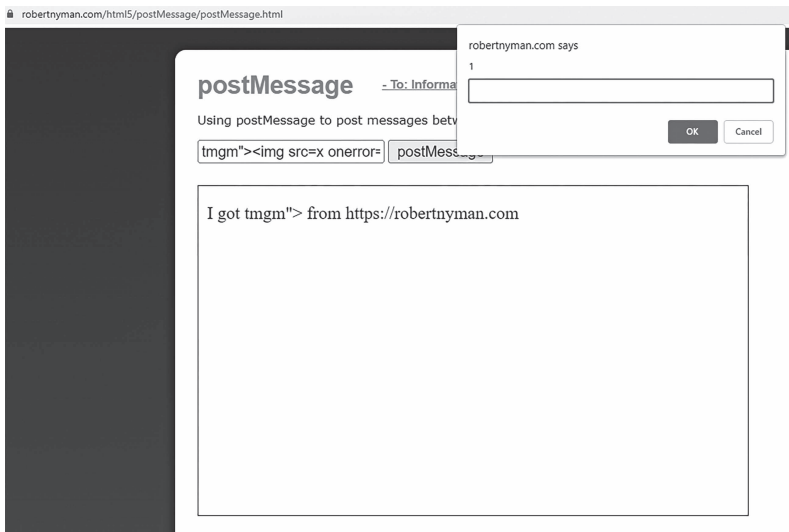 robertnyman.com/html5/postMessage/postMessage.html
robertnyman.com says
1
OK
Cancel
postMessage
- To: Informa
Using postMessage to post messages betw
tmgm"><img src=x onerror=
postMessage
I got tmgm"> from https://robertnyman.com